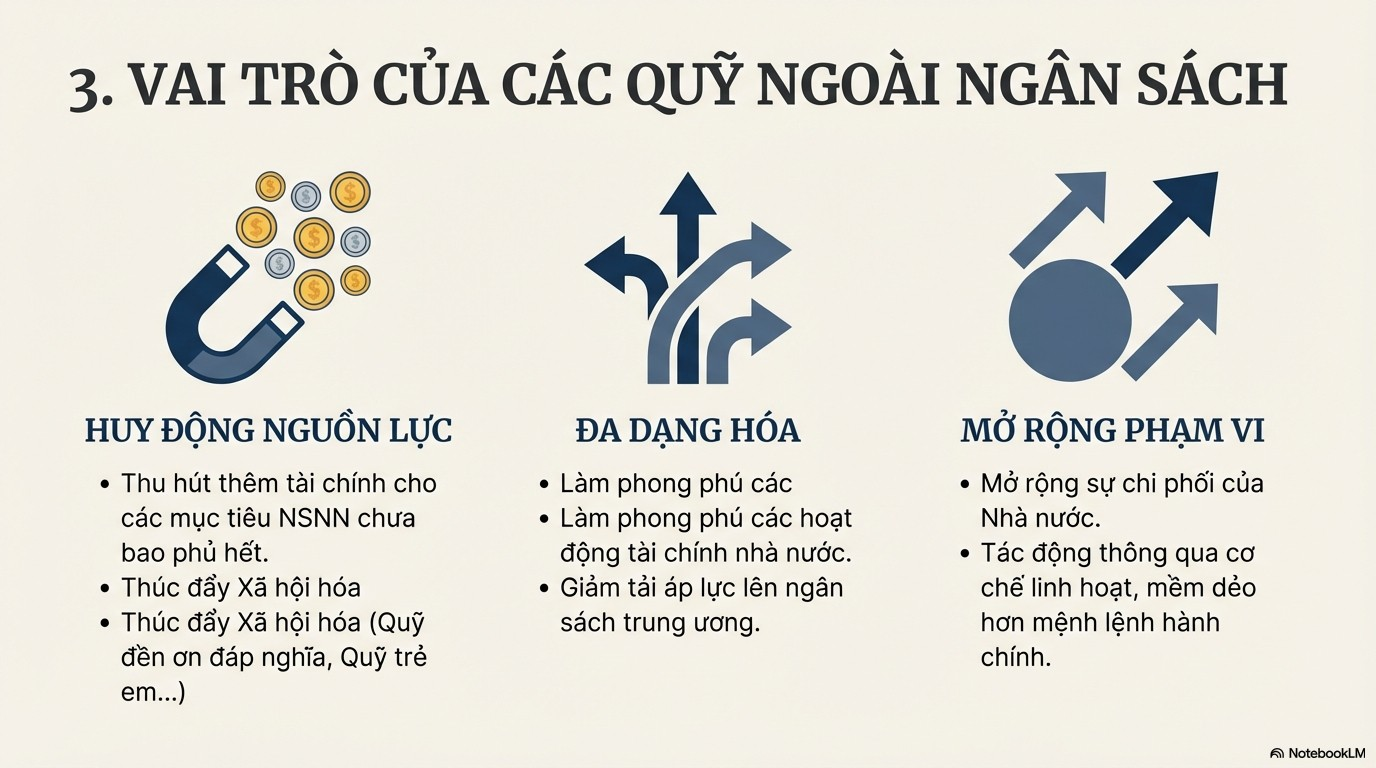 3. VAI TRÒ CỦA CÁC QUỸ NGOÀI NGÂN SÁCH
HUY ĐỘNG NGUỒN LỰC
• Thu hút thêm tài chính cho
các mục tiêu NSNN chưa
bao phủ hết.
• Thúc đẩy Xã hội hóa
• Thúc đẩy Xã hội hóa (Quỹ
đền ơn đáp nghĩa, Quỹ trẻ
em...)
ĐA DẠNG HÓA
• Làm phong phú các
• Làm phong phú các hoạt
động tài chính nhà nước.
• Giảm tải áp lực lên ngân
sách trung ương.
MỞ RỘNG PHẠM VI
• Mở rộng sự chi phối của
Nhà nước.
• Tác động thông qua cơ
chế linh hoạt, mềm dẻo
hơn mệnh lệnh hành
chính.
NotebookLM